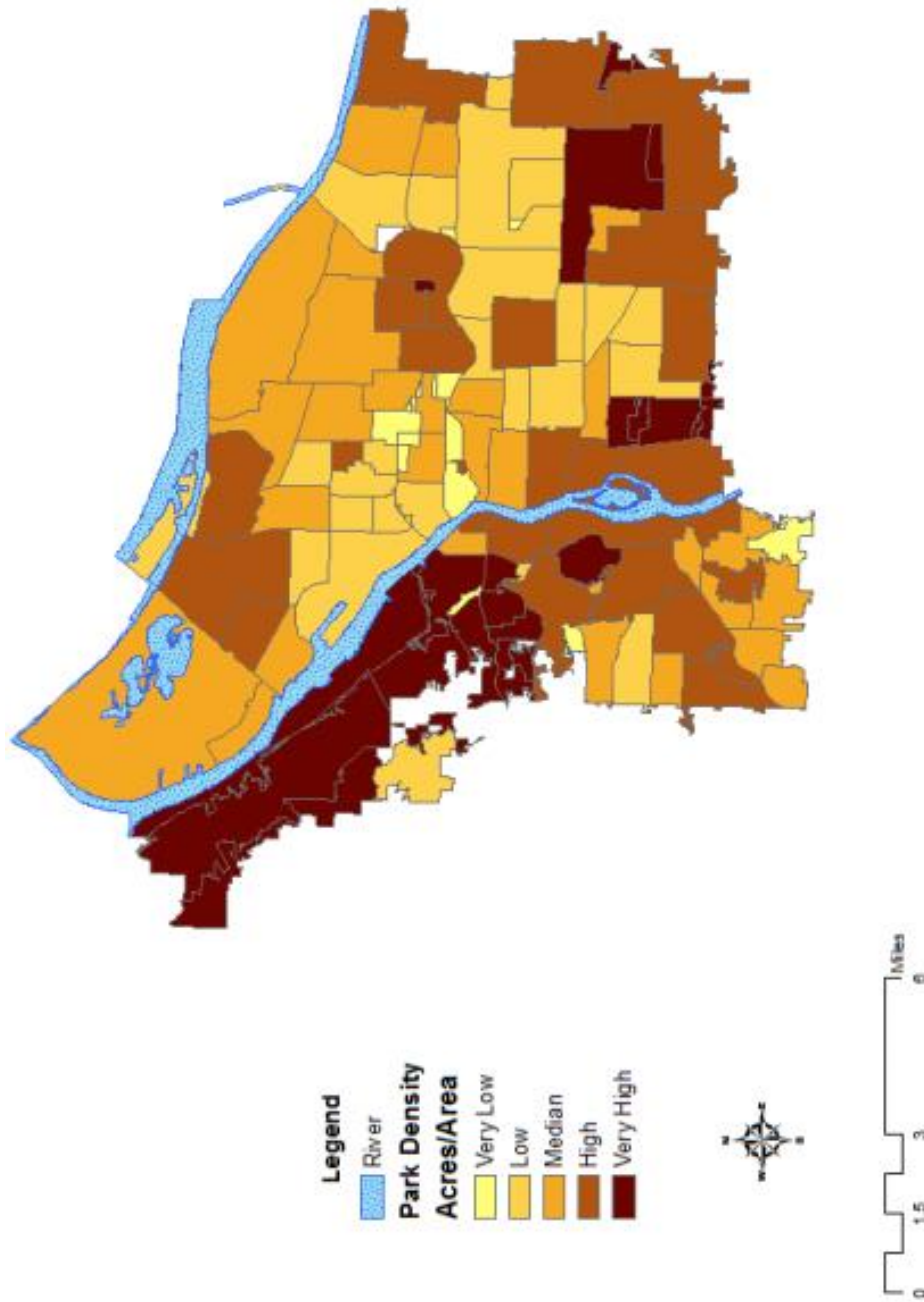 Legend
River
Park Density
Acres/Area
Very Low
Low
Median
High
Very High
N
W
E
S
0 1.5 3 6
Miles